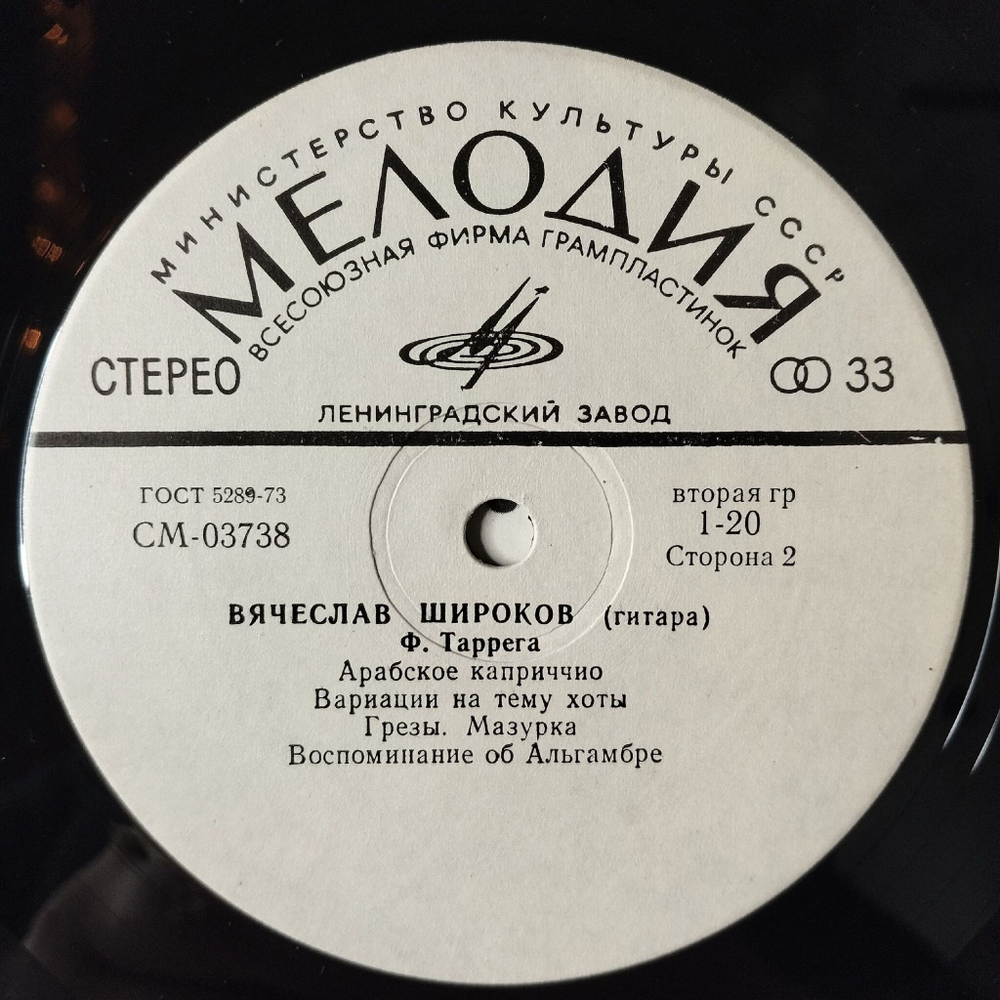 МИНИСТЕРСТВО КУЛЬТУРЫ СССР
МЕЛОДИЯ
ВСЕСОЮЗНАЯ ФИРМА ГРАМПЛАСТИНОК
СТЕРЕО
33
ЛЕНИНГРАДСКИЙ ЗАВОД
ГОСТ 5289-73
СМ-03738
вторая гр
1-20
Сторона 2
ВЯЧЕСЛАВ ШИРОКОВ (гитара)
Ф. Таррега
Арабское каприччио
Вариации на тему хоты
Грезы. Мазурка
Воспоминание об Альгамбре